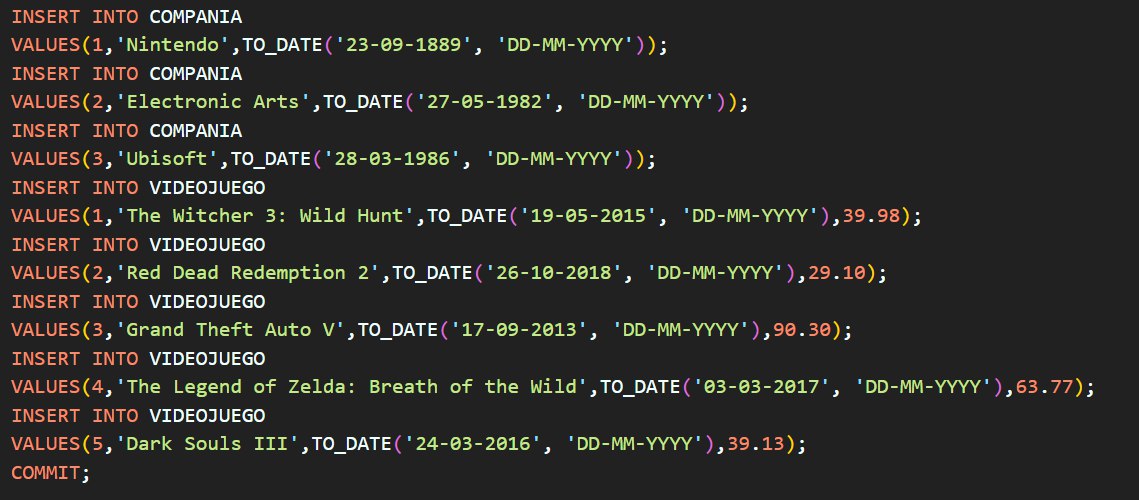 INSERT INTO COMPANIA
VALUES(1,'Nintendo',TO_DATE('23-09-1889', 'DD-MM-YYYY'));
INSERT INTO COMPANIA
VALUES(2,'Electronic Arts',TO_DATE('27-05-1982', 'DD-MM-YYYY'));
INSERT INTO COMPANIA
VALUES(3,'Ubisoft',TO_DATE('28-03-1986', 'DD-MM-YYYY'));
INSERT INTO VIDEOJUEGO
VALUES(1,'The Witcher 3: Wild Hunt',TO_DATE('19-05-2015', 'DD-MM-YYYY'),39.98);
INSERT INTO VIDEOJUEGO
VALUES(2,'Red Dead Redemption 2',TO_DATE('26-10-2018', 'DD-MM-YYYY'),29.10);
INSERT INTO VIDEOJUEGO
VALUES(3,'Grand Theft Auto V',TO_DATE('17-09-2013', 'DD-MM-YYYY'),90.30);
INSERT INTO VIDEOJUEGO
VALUES(4,'The Legend of Zelda: Breath of the Wild',TO_DATE('03-03-2017', 'DD-MM-YYYY'),63.77);
INSERT INTO VIDEOJUEGO
VALUES(5,'Dark Souls III',TO_DATE('24-03-2016', 'DD-MM-YYYY'),39.13);
COMMIT;